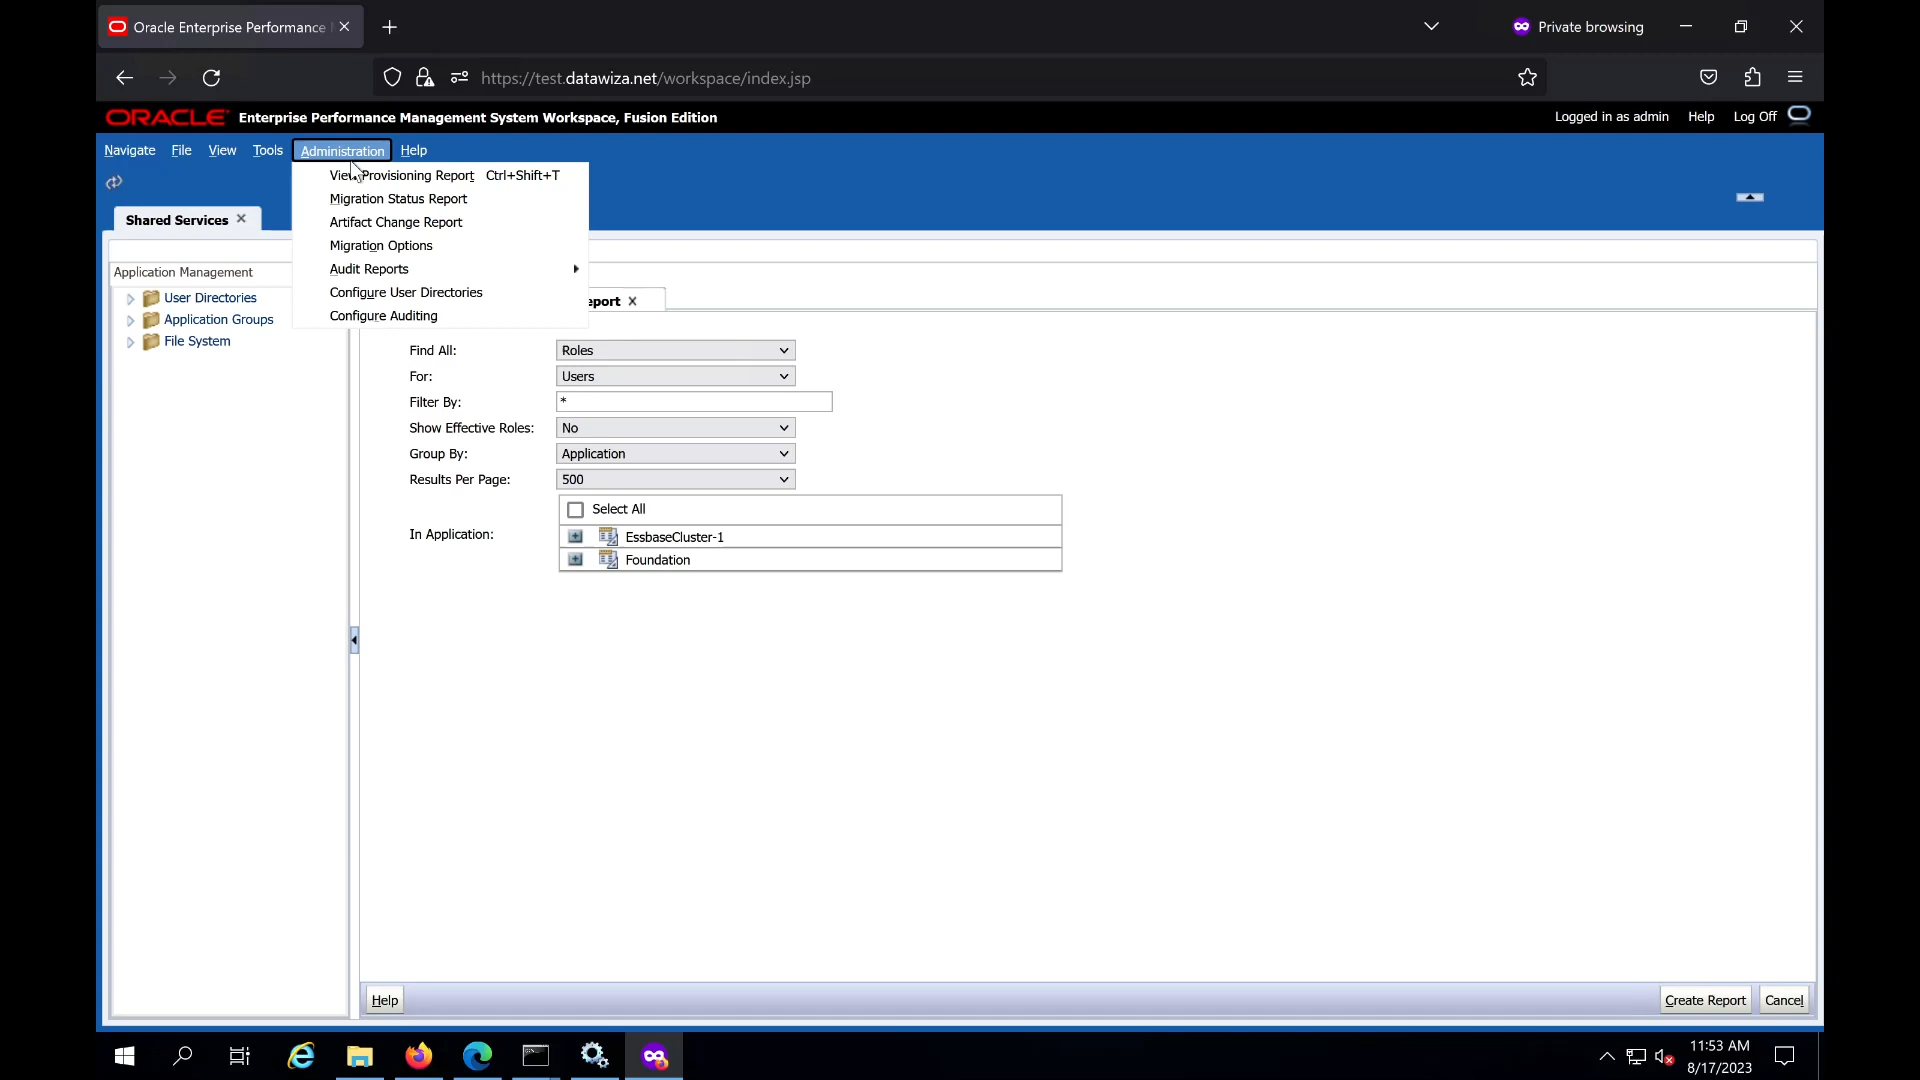 Oracle Enterprise Performance
Private browsing
https://test.datawiza.net/workspace/index.jsp
ORACLE Enterprise Performance Management System Workspace, Fusion Edition
Logged in as admin Help Log Off
Navigate File View Tools Administration Help
View Provisioning Report Ctrl+Shift+T
Migration Status Report
Artifact Change Report
Migration Options
Audit Reports
Configure User Directories
Configure Auditing
Shared Services
Application Management
User Directories
Application Groups
File System
eport
Find All: Roles
For: Users
Filter By: *
Show Effective Roles: No
Group By: Application
Results Per Page: 500
Select All
In Application:
EssbaseCluster-1
Foundation
Help
Create Report Cancel
11:53 AM
8/17/2023